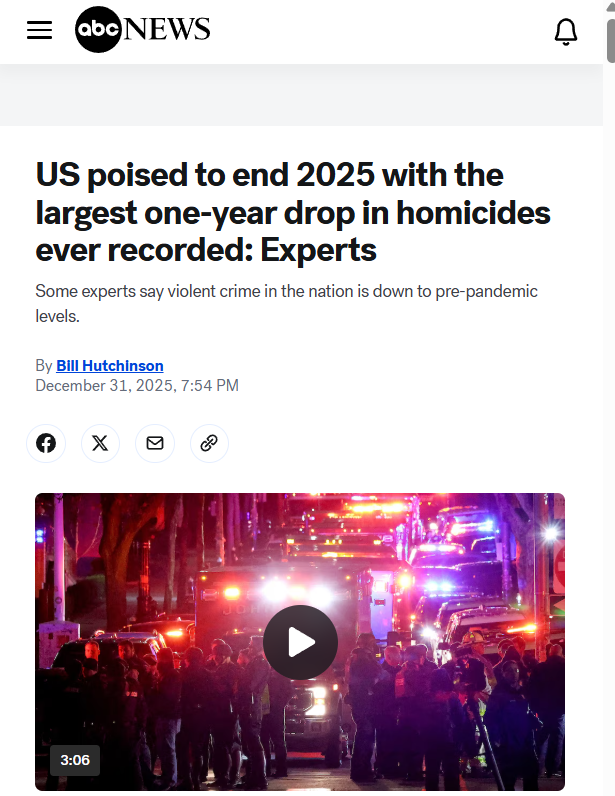 abc NEWS
US poised to end 2025 with the
largest one-year drop in homicides
ever recorded: Experts
Some experts say violent crime in the nation is down to pre-pandemic
levels.
By Bill Hutchinson
December 31, 2025, 7:54 PM
3:06